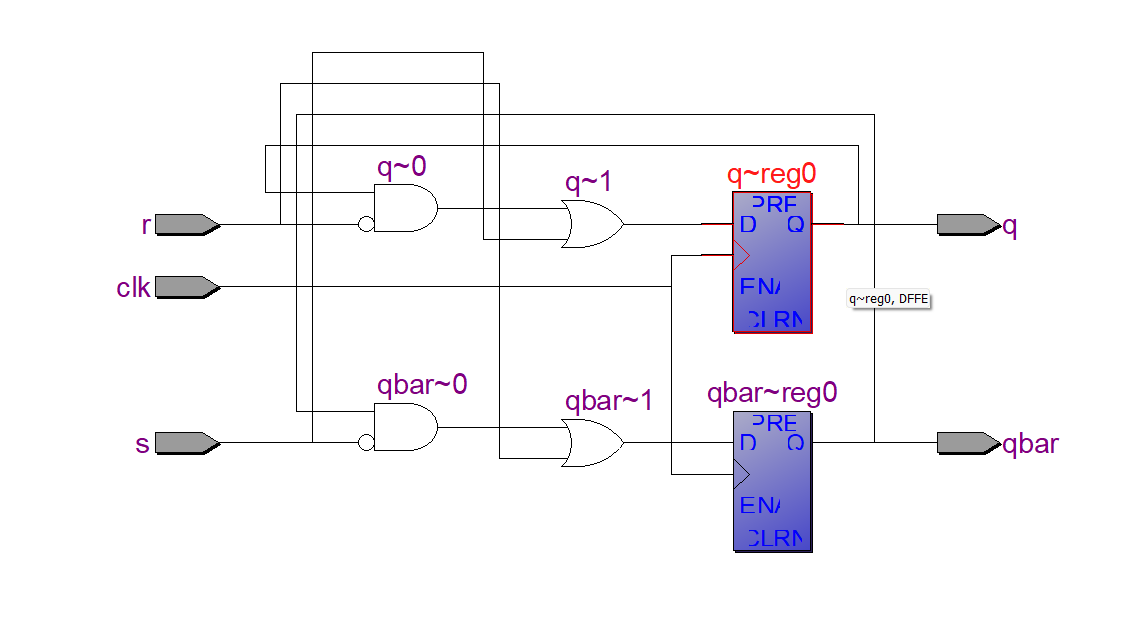 q~0
q~1
q~reg0
PRE
D Q
r
q
clk
ENA
q~reg0, DFFE
CLRN
qbar~0
qbar~1
qbar~reg0
PRE
D Q
s
qbar
ENA
CLRN